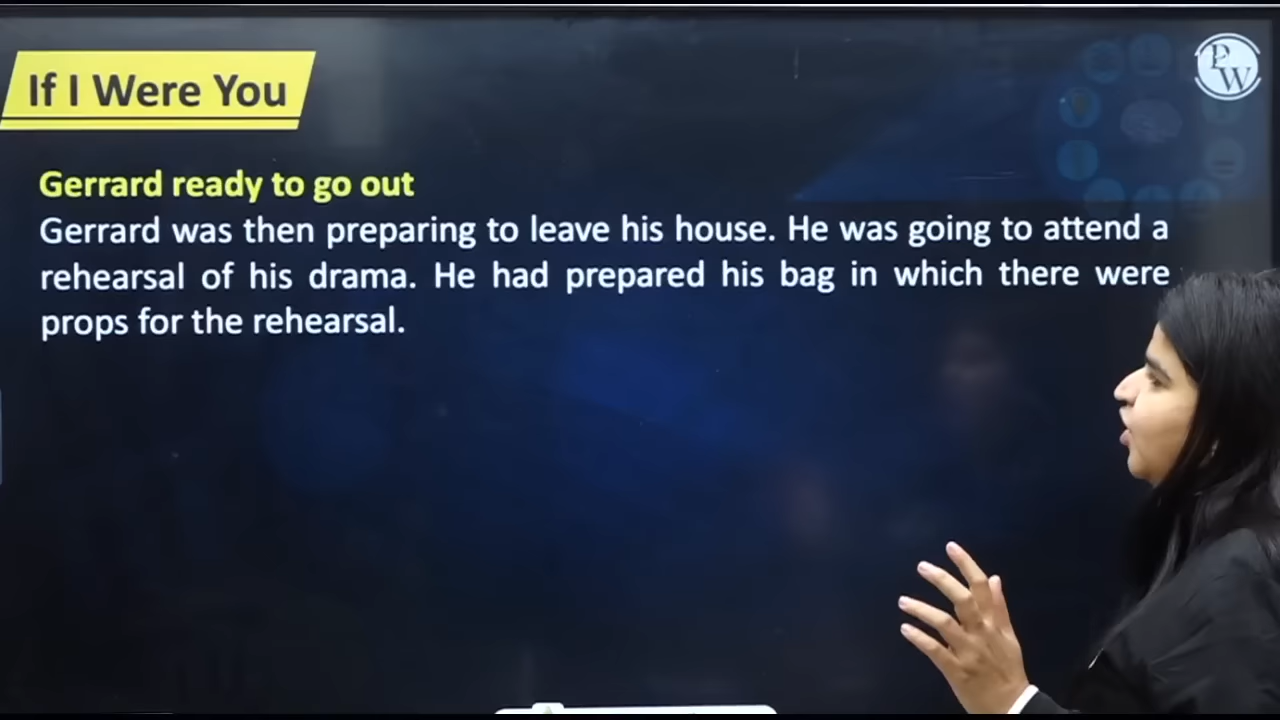 If I Were You
PW
Gerrard ready to go out
Gerrard was then preparing to leave his house. He was going to attend a
rehearsal of his drama. He had prepared his bag in which there were
props for the rehearsal.